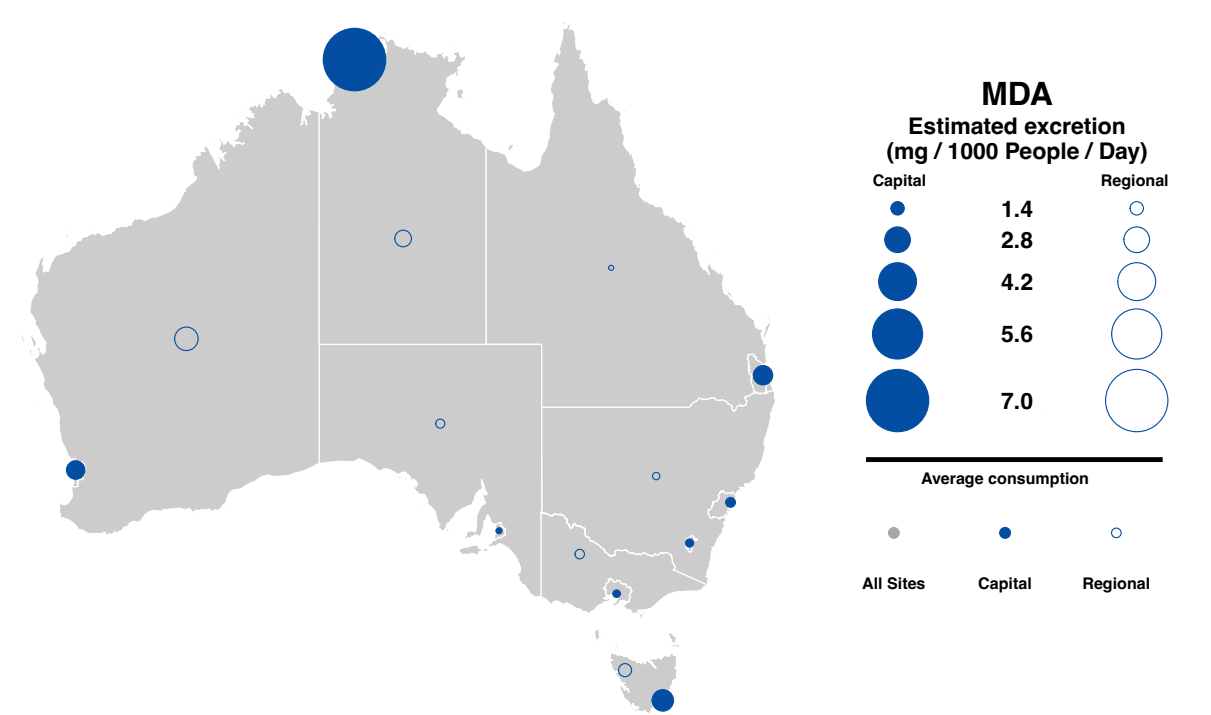 MDA
Estimated excretion
(mg / 1000 People / Day)
Capital Regional
1.4
2.8
4.2
5.6
7.0
Average consumption
All Sites Capital Regional